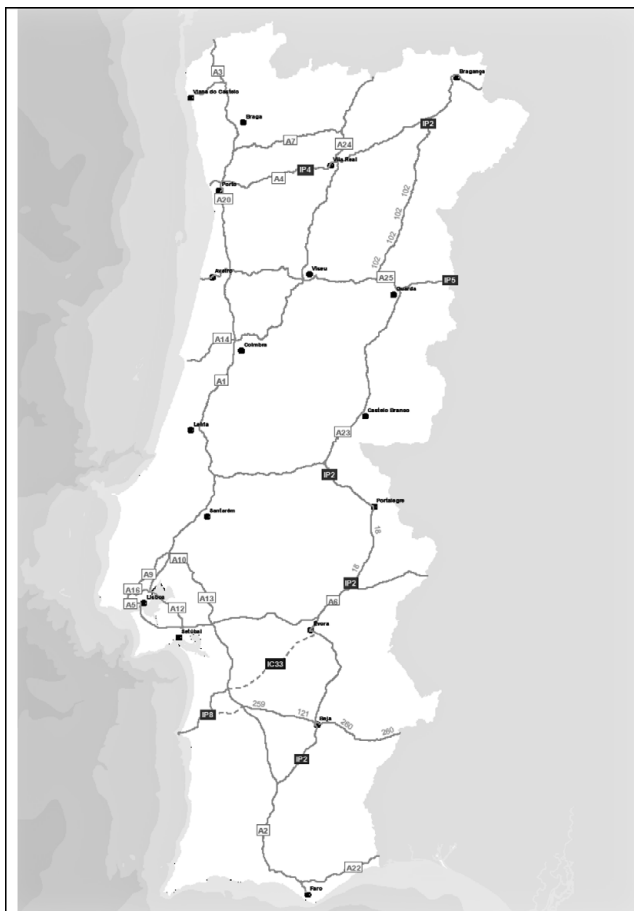 A3
Viana do Castelo
Bragança
Braga
IP2
A7
A24
Vila Real
IP4
A4
Porto
A20
102
102
102
102
Aveiro
Viseu
A25
IP5
Guarda
A14
Coimbra
A1
Castelo Branco
Leiria
A23
IP2
Portalegre
Santarém
18
A10
A9
18
IP2
A16
A5
Lisboa
A12
A13
A6
Setúbal
Évora
IC33
259
IP8
121
Beja
260
260
IP2
A2
A22
Faro